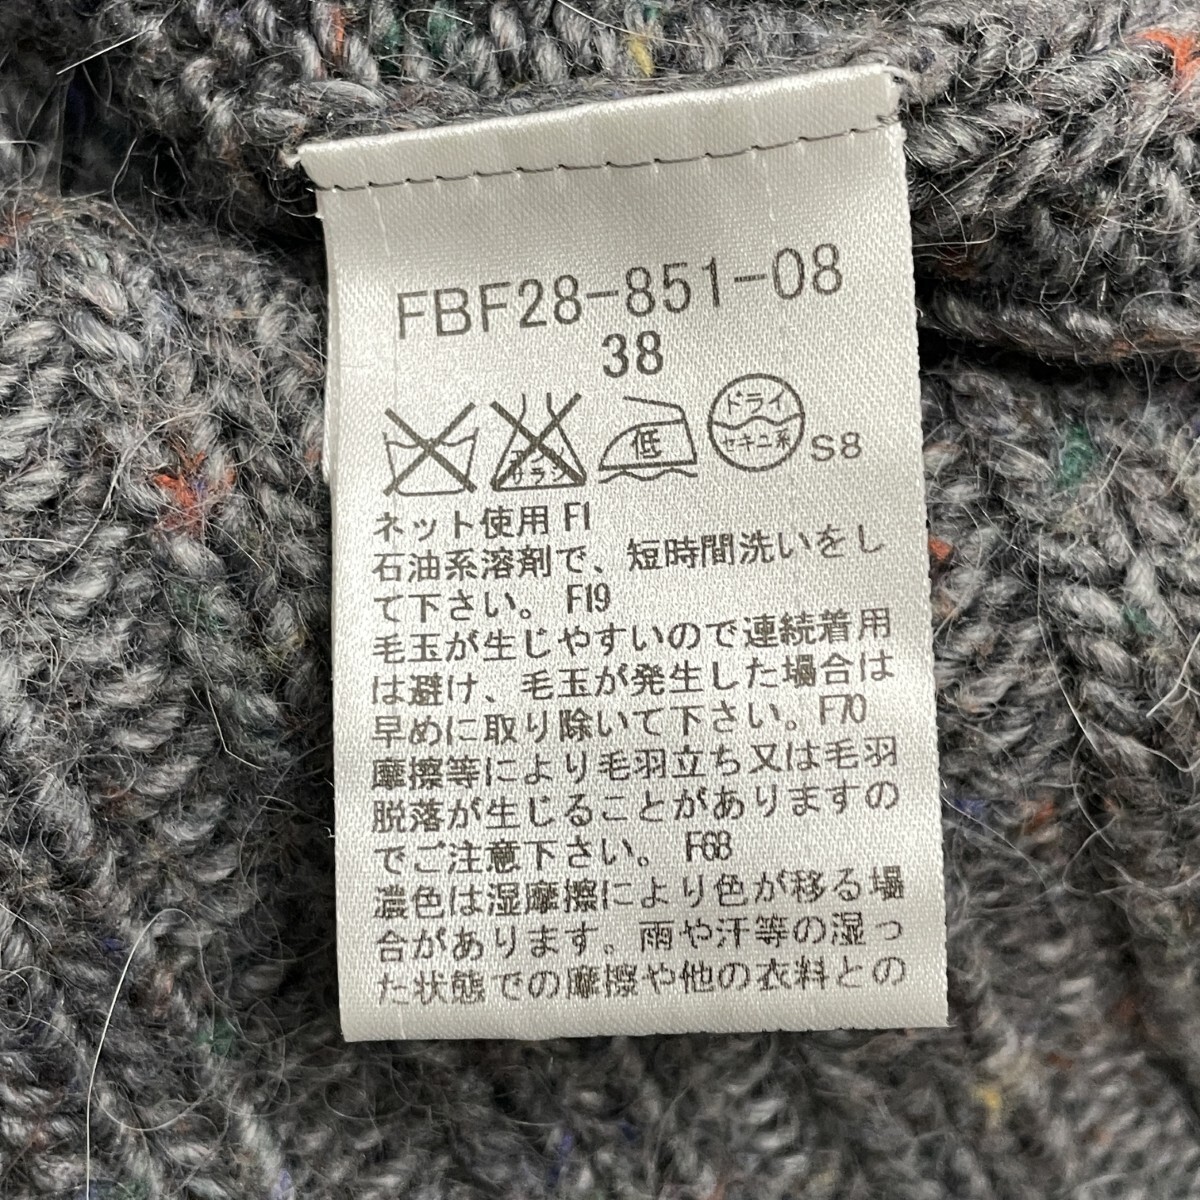 FBF28-851-08
38
エンソサラシ
低
ドライ
セキユ系
S8
ネット使用 F1
石油系溶剤で、短時間洗いをし
て下さい。 F19
毛玉が生じやすいので連続着用
は避け、毛玉が発生した場合は
早めに取り除いて下さい。F70
摩擦等により毛羽立ち又は毛羽
脱落が生じることがありますの
でご注意下さい。 F68
濃色は湿摩擦により色が移る場
合があります。雨や汗等の湿っ
た状態での摩擦や他の衣料との